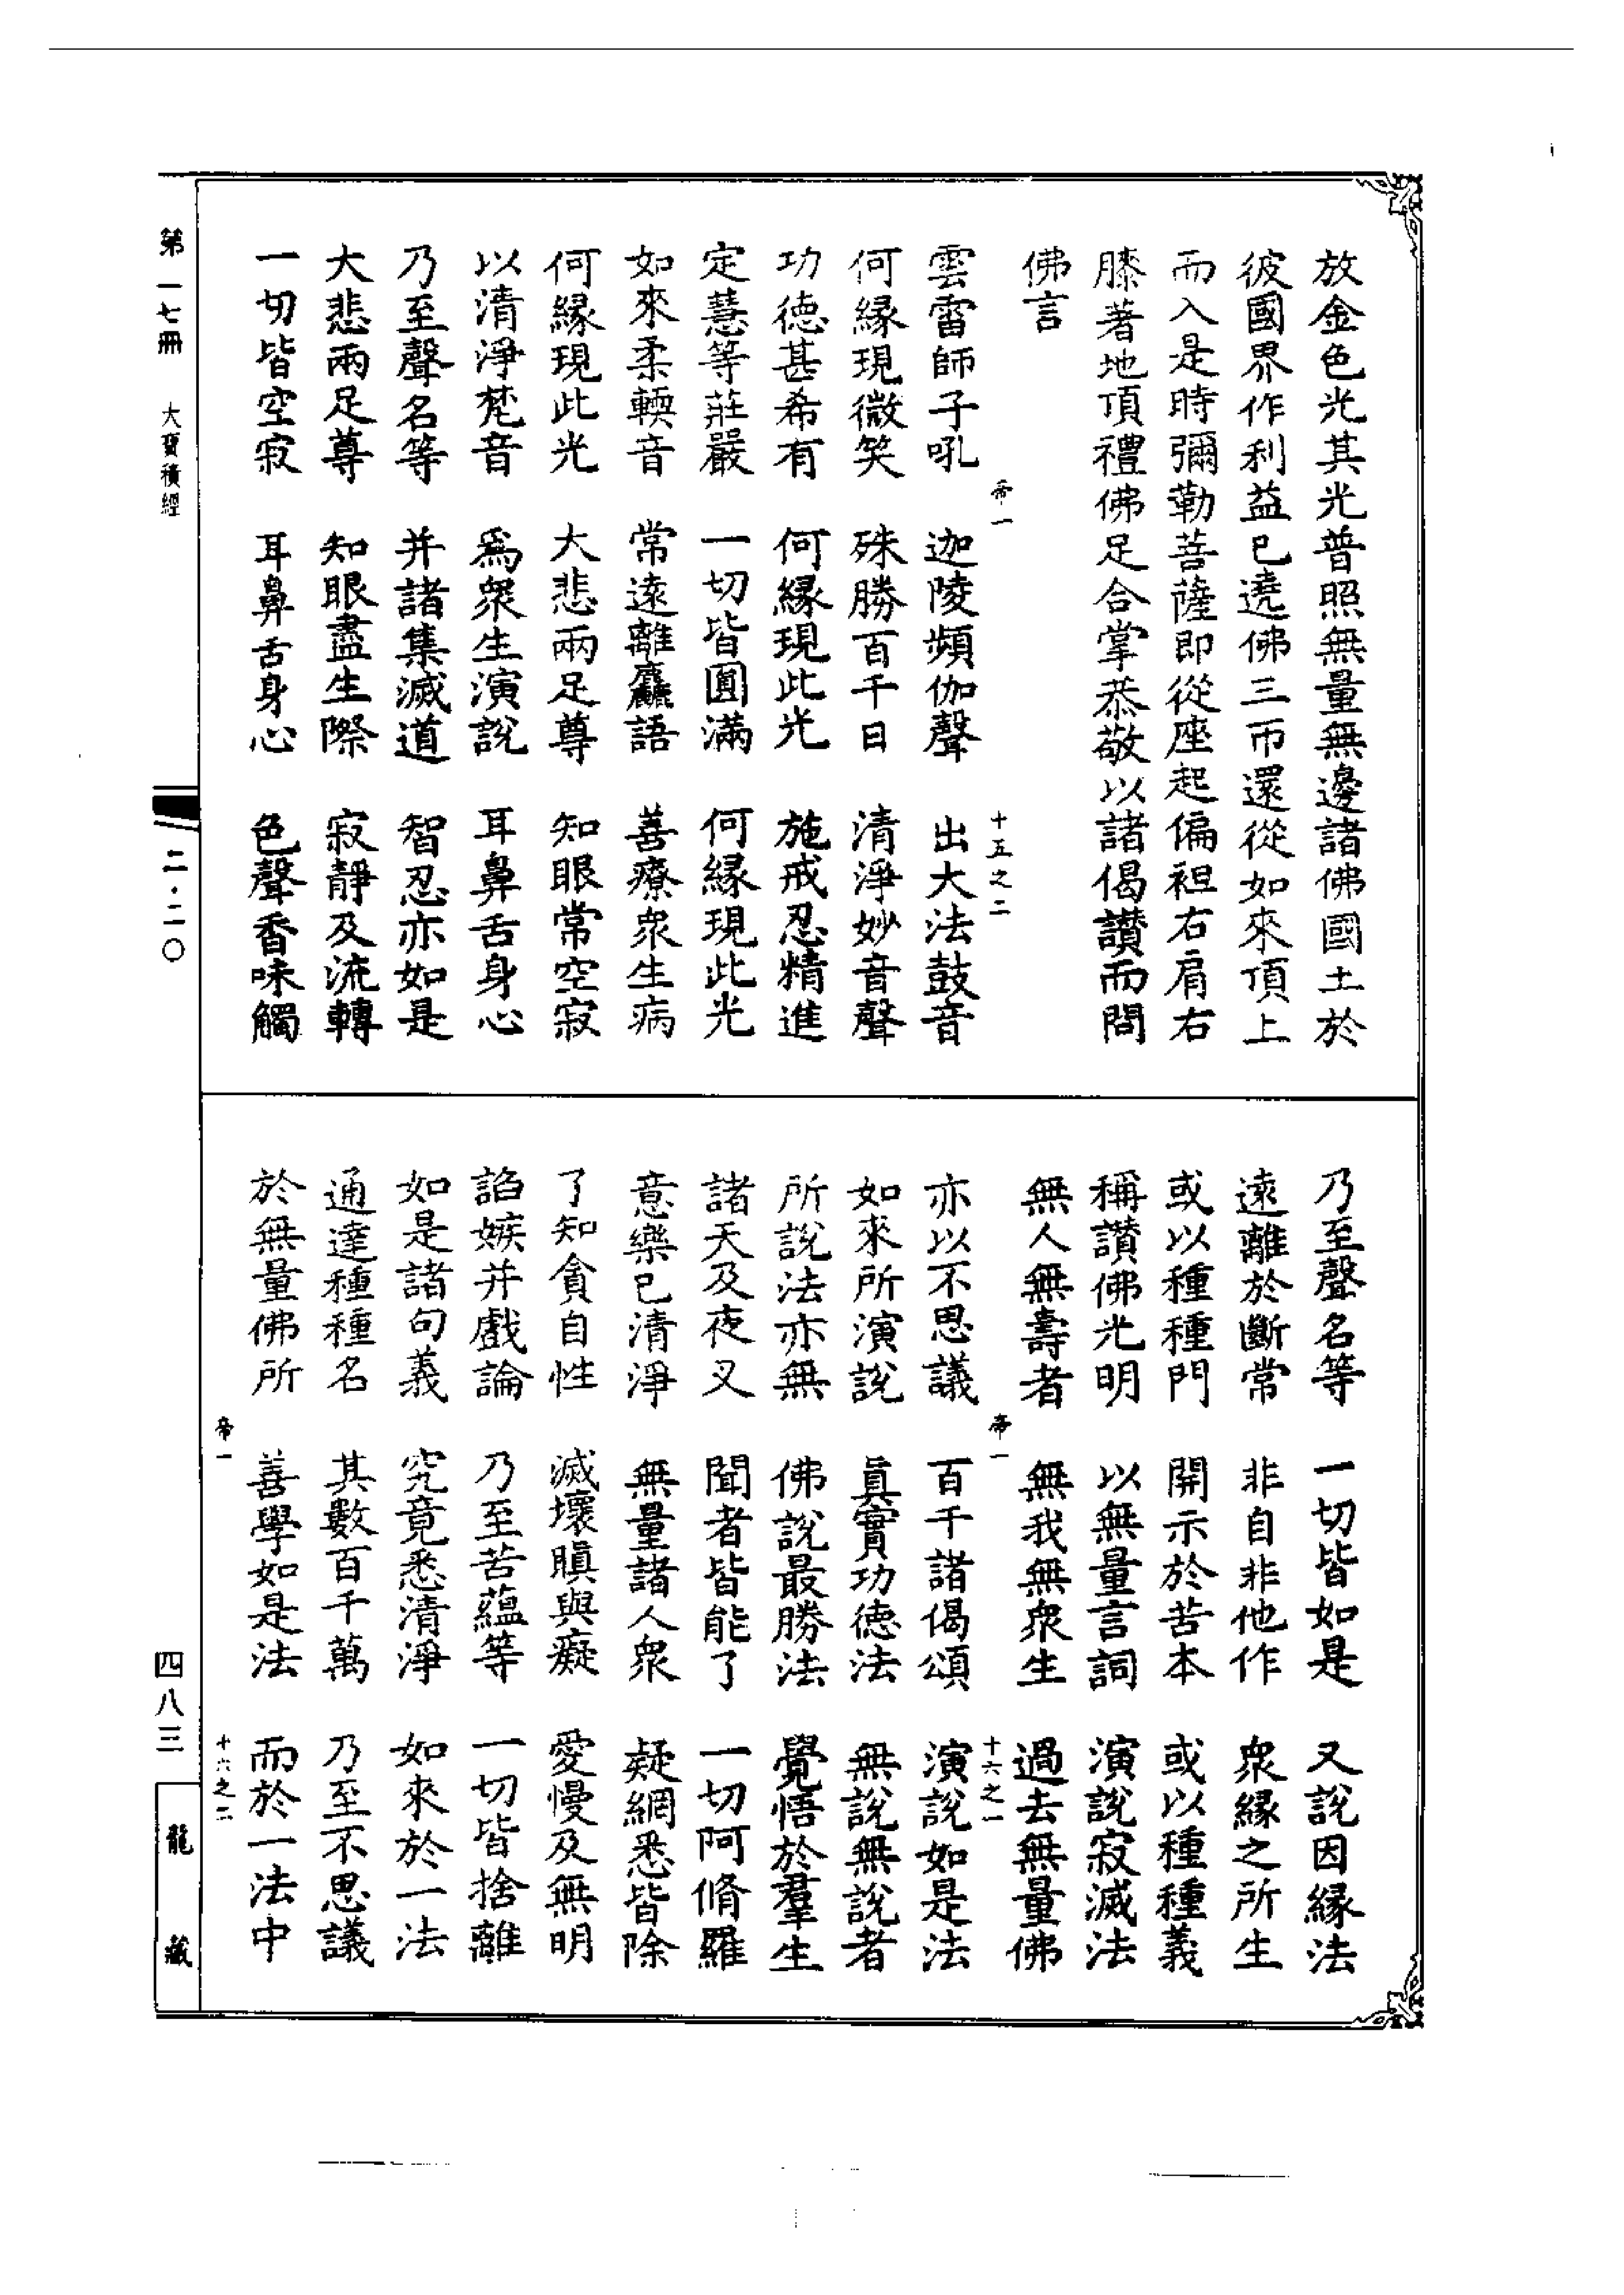 放金色光其光普照無量無邊諸佛國土於
彼國界作利益已遶佛三帀還從如來頂上
而入是時彌勒菩薩即從座起偏袒右肩右
膝著地頂禮佛足合掌恭敬以諸偈讚而問
佛言
帝一 十五之二
雲雷師子吼 迦陵頻伽聲 出大法鼓音
何緣現微笑 殊勝百千日 清淨妙音聲
功德甚希有 何緣現此光 施戒忍精進
定慧等莊嚴 一切皆圓滿 何緣現此光
如來柔輭音 常遠離麤語 善療衆生病
何緣現此光 大悲兩足尊 知眼常空寂
以清淨梵音 爲衆生演說 耳鼻舌身心
乃至聲名等 并諸集滅道 智忍亦如是
大悲兩足尊 知眼盡生際 寂靜及流轉
一切皆空寂 耳鼻舌身心 色聲香味觸
乃至聲名等 一切皆如是 又說因緣法
遠離於斷常 非自非他作 衆緣之所生
或以種種門 開示於苦本 或以種種義
稱讚佛光明 以無量言詞 演說寂滅法
無人無壽者 無我無衆生 過去無量佛
帝一 十六之一
亦以不思議 百千諸偈頌 演說如是法
如來所演說 眞實功德法 無說無說者
所說法亦無 佛說最勝法 覺悟於羣生
諸天及夜叉 聞者皆能了 一切阿脩羅
意樂已清淨 無量諸人衆 疑網悉皆除
了知貪自性 滅壞瞋與癡 愛慢及無明
諂嫉并戲論 乃至苦蘊等 一切皆捨離
如是諸句義 究竟悉清淨 如來於一法
通達種種名 其數百千萬 乃至不思議
於無量佛所 善學如是法 而於一法中
帝一 十六之二
第一七冊 大寶積經 二·二〇 四八三 龍藏